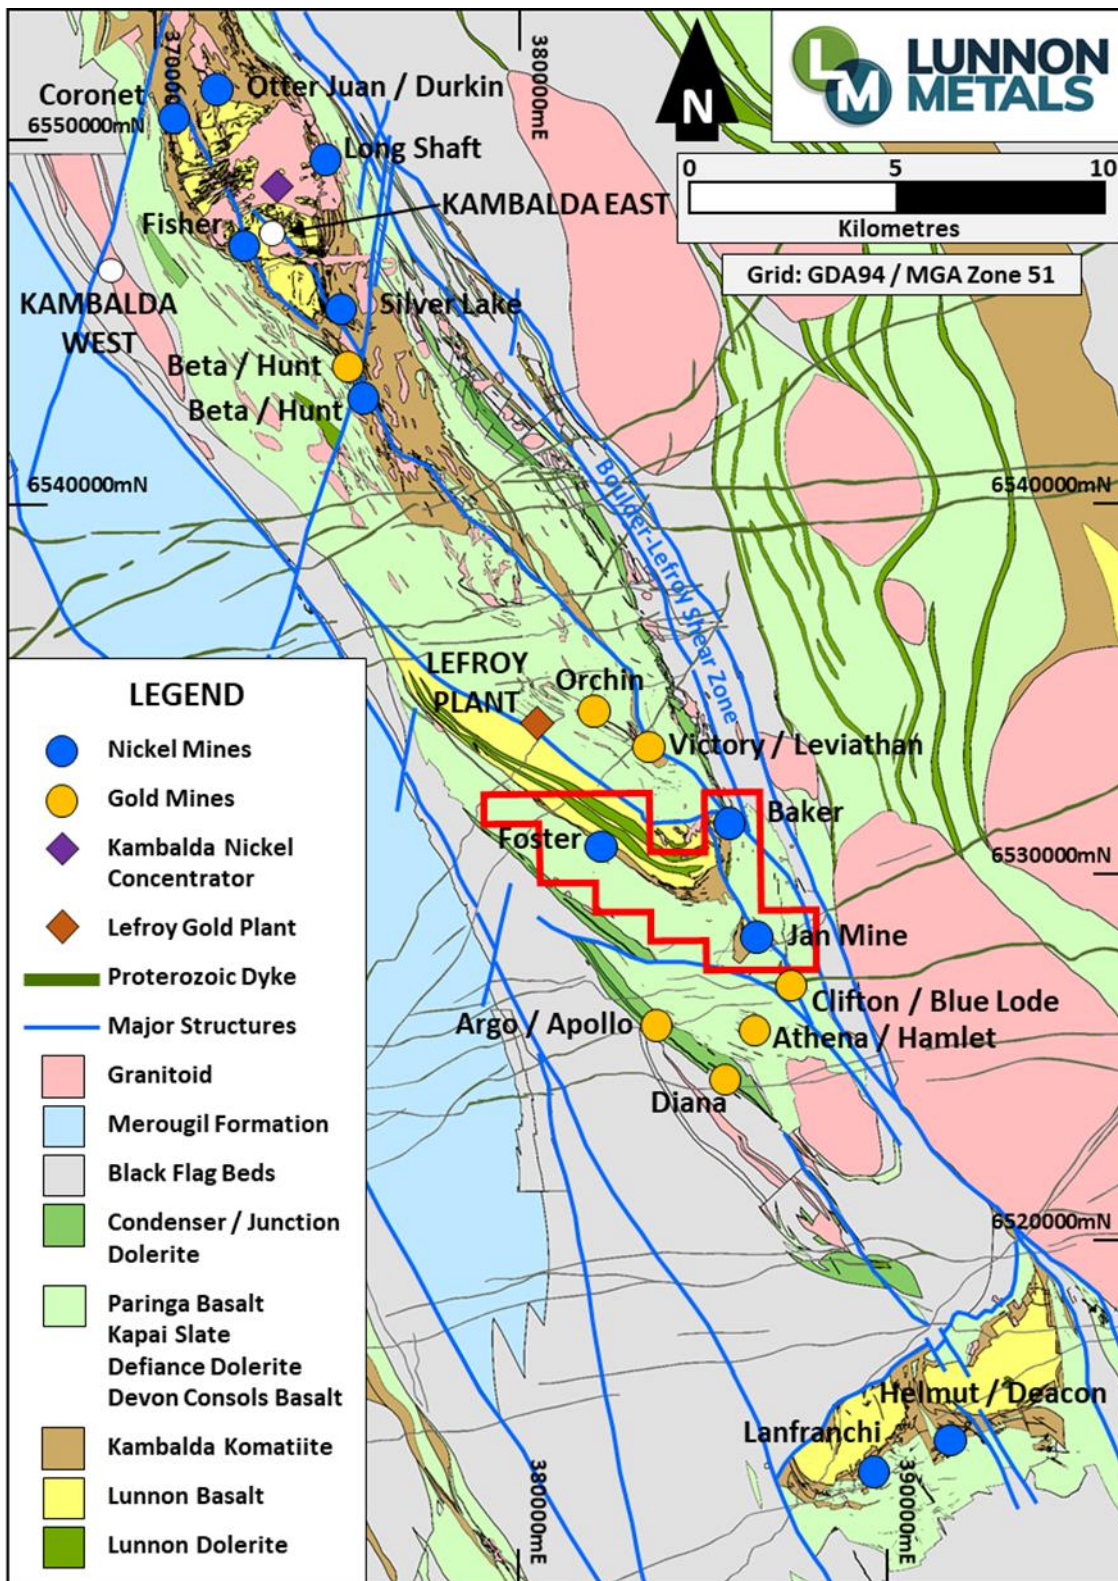 370000
380000mE
LM
LUNNON
METALS
Otter Juan / Durkin
Coronet
6550000mN
N
Long Shaft
0
5
10
Kilometres
KAMBALDA EAST
Fisher
Grid: GDA94 / MGA Zone 51
KAMBALDA
WEST
Silver Lake
Beta / Hunt
Beta / Hunt
6540000mN
6540000mN
Boulder-Lefroy Shear Zone
LEFROY
PLANT
Orchin
Victory / Leviathan
Baker
Foster
6530000mN
Jan Mine
Clifton / Blue Lode
Argo / Apollo
Athena / Hamlet
Diana
6520000mN
Helmut / Deacon
Lanfranchi
380000mE
390000mE
LEGEND
Nickel Mines
Gold Mines
Kambalda Nickel
Concentrator
Lefroy Gold Plant
Proterozoic Dyke
Major Structures
Granitoid
Merougil Formation
Black Flag Beds
Condenser / Junction
Dolerite
Paringa Basalt
Kapai Slate
Defiance Dolerite
Devon Consols Basalt
Kambalda Komatiite
Lunnon Basalt
Lunnon Dolerite